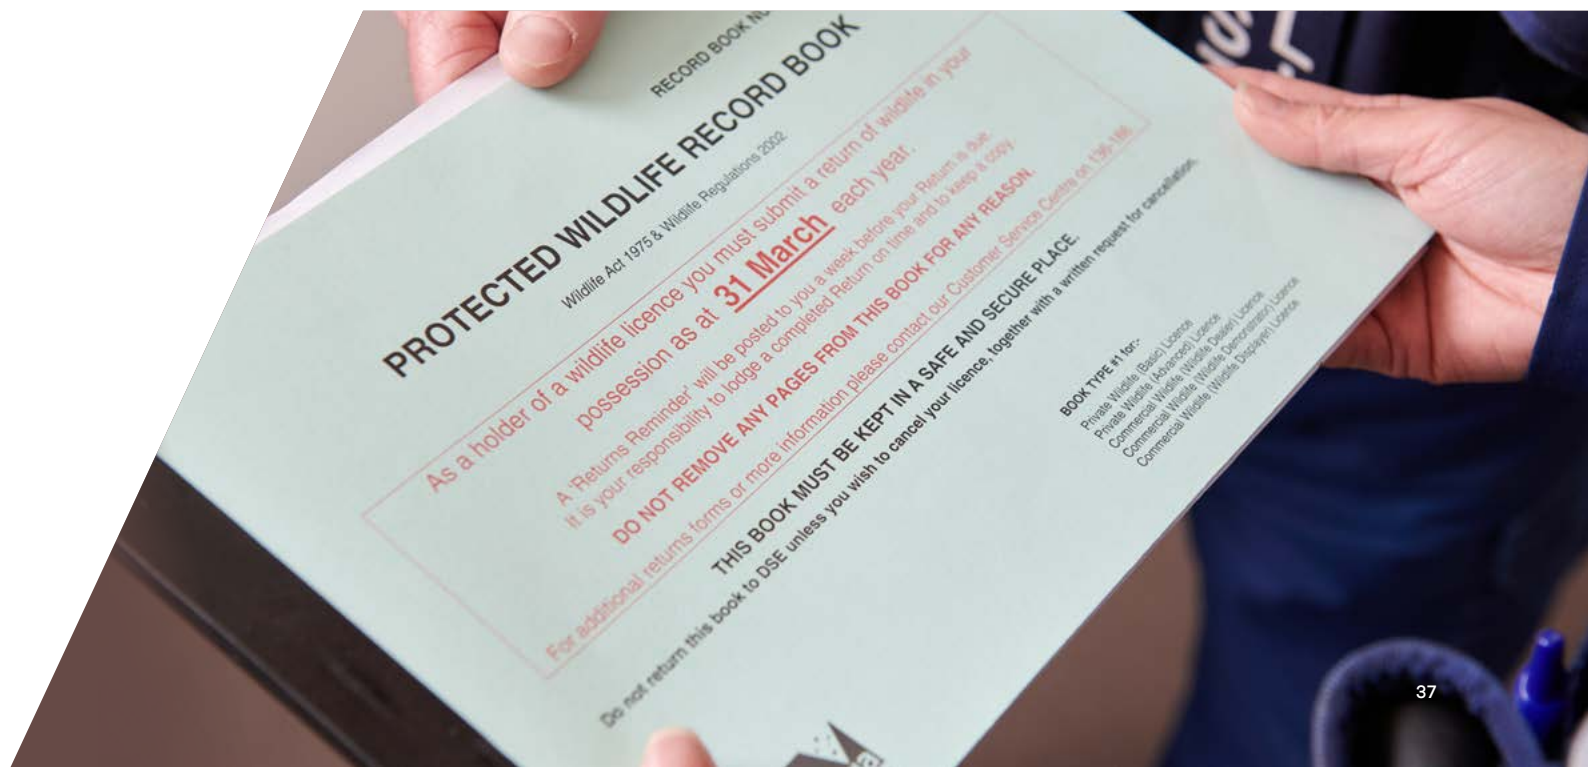 RECORD BOOK
PROTECTED WILDLIFE RECORD BOOK
Wildlife Act 1975 & Wildlife Regulations 2002
As a holder of a wildlife licence you must submit a return of wildlife in your
possession as at 31 March each year.
A 'Returns Reminder' will be posted to you a week before your Return is due.
It is your responsibility to lodge a completed Return on time and to keep a copy.
DO NOT REMOVE ANY PAGES FROM THIS BOOK FOR ANY REASON.
For additional returns forms or more information please contact our Customer Service Centre on 136 186
THIS BOOK MUST BE KEPT IN A SAFE AND SECURE PLACE.
Do not return this book to DSE unless you wish to cancel your licence, together with a written request for cancellation.
BOOK TYPE #1 for:-
Private Wildlife (Basic) Licence
Private Wildlife (Advanced) Licence
Commercial Wildlife (Wildlife Dealer) Licence
Commercial Wildlife (Wildlife Demonstrator) Licence
Commercial Wildlife (Wildlife Displayer) Licence
37